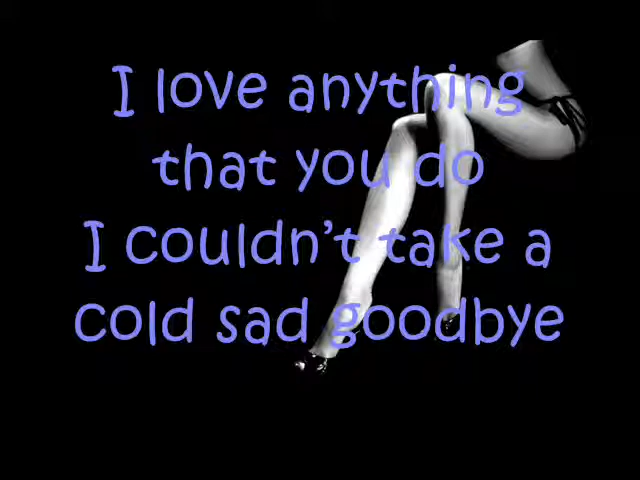 I love anything
that you do
I couldn't take a
cold sad goodbye